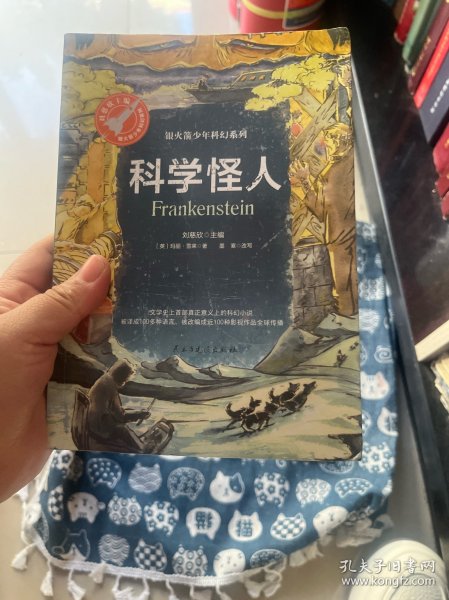 银火箭少年科幻系列
科学怪人
Frankenstein
刘慈欣○主编
[英]玛丽·雪莱○著 墨寒○改写
文学史上首部真正意义上的科幻小说
被译成100多种语言，被改编成近100种影视作品全球传播
孔夫子旧书网
www.kongfz.com